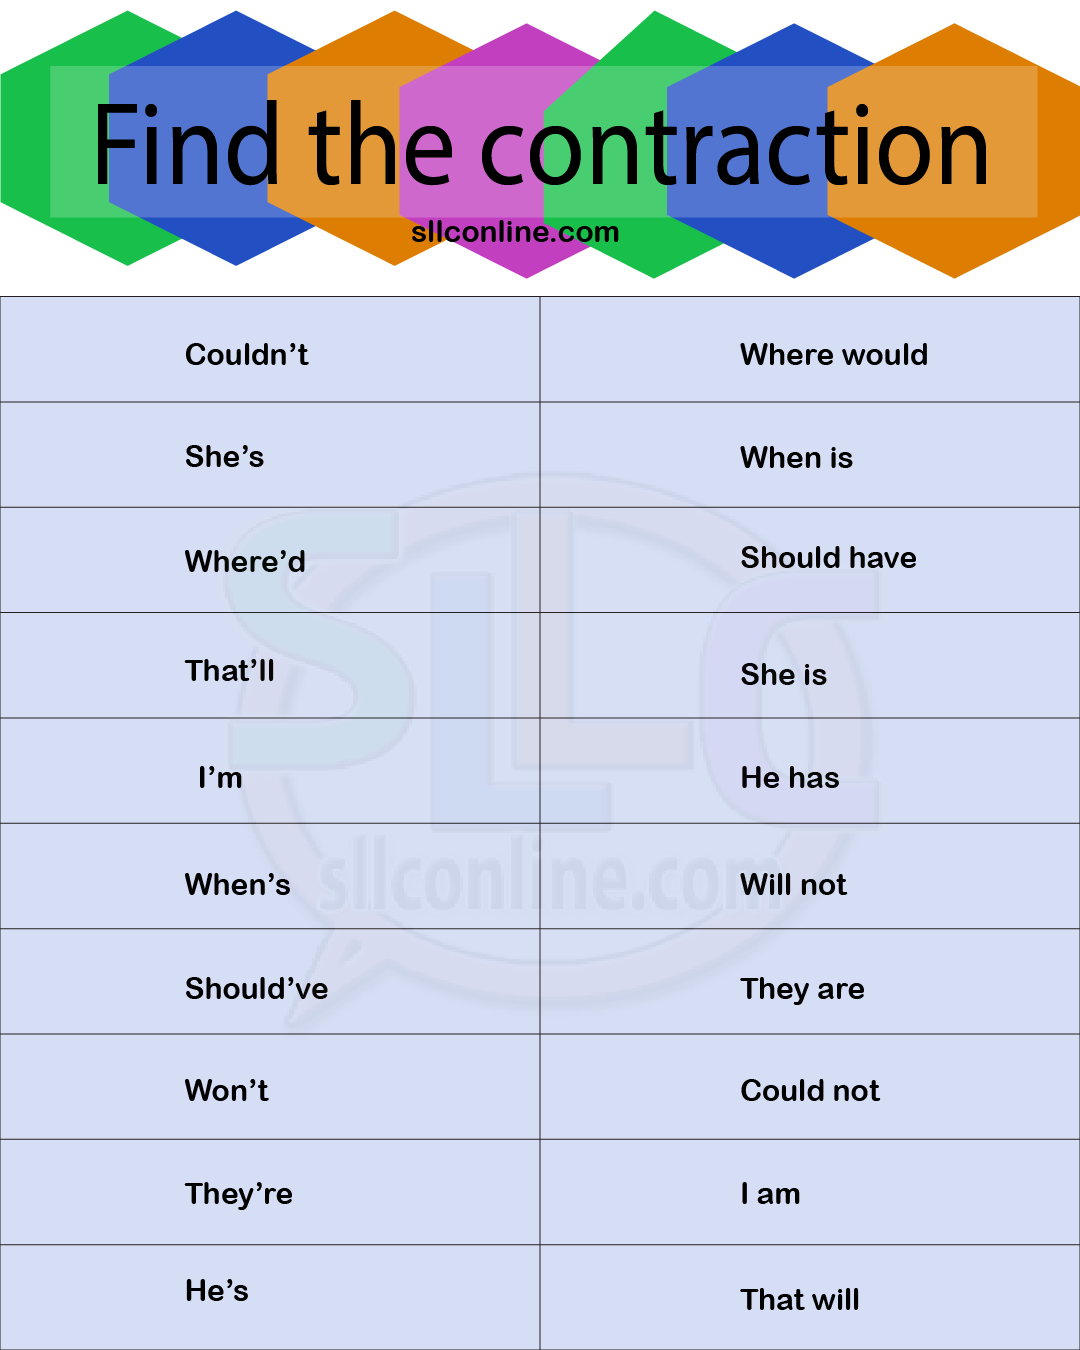 Find the contraction
sllconline.com
Couldn’t Where would
She’s When is
Where’d Should have
That’ll She is
I’m He has
When’s Will not
Should’ve They are
Won’t Could not
They’re I am
He’s That will
SLLC
sllconline.com